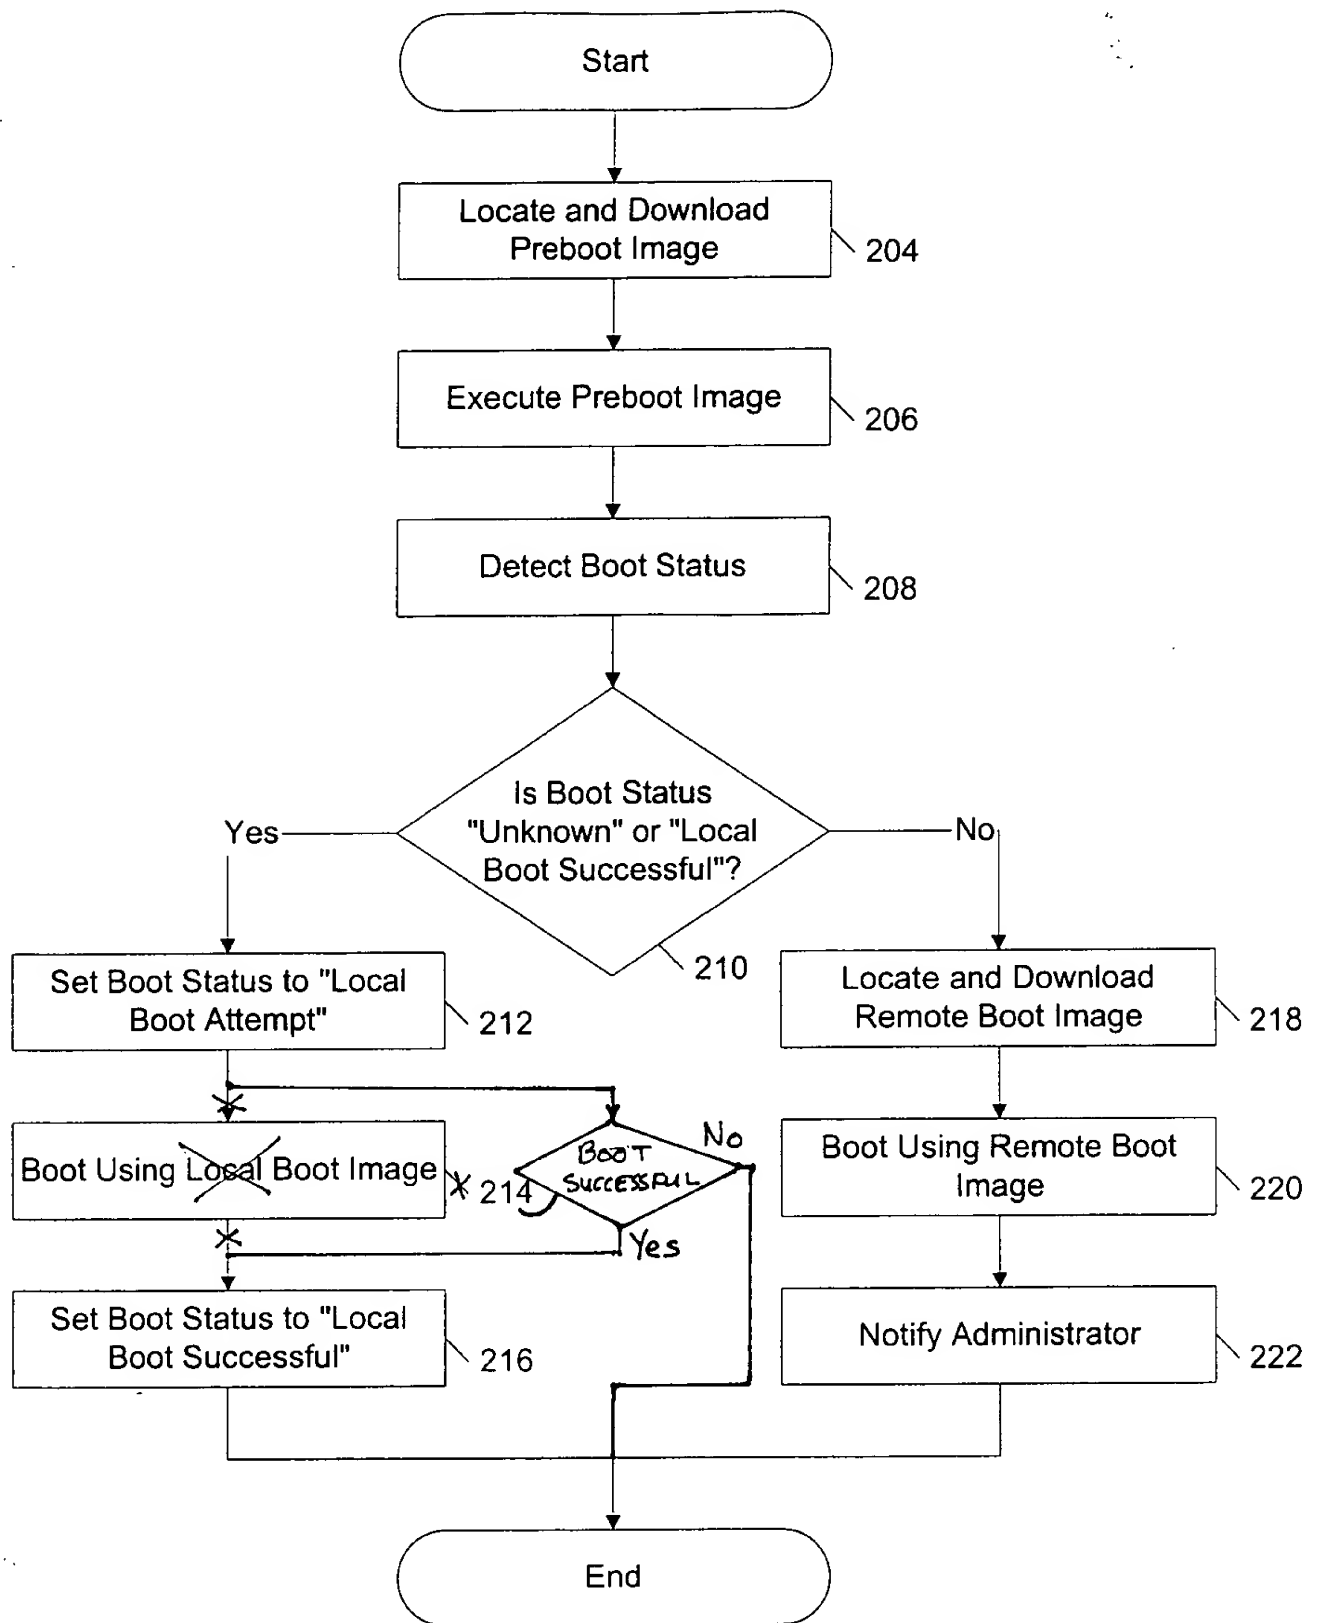 Start
Locate and Download
Preboot Image
204
Execute Preboot Image
206
Detect Boot Status
208
Is Boot Status
"Unknown" or "Local
Boot Successful"?
Yes
No
210
Set Boot Status to "Local
Boot Attempt"
212
Locate and Download
Remote Boot Image
218
Boot Using Local Boot Image
214
BOOT
SUCCESSFUL
No
Yes
Boot Using Remote Boot
Image
220
Set Boot Status to "Local
Boot Successful"
216
Notify Administrator
222
End